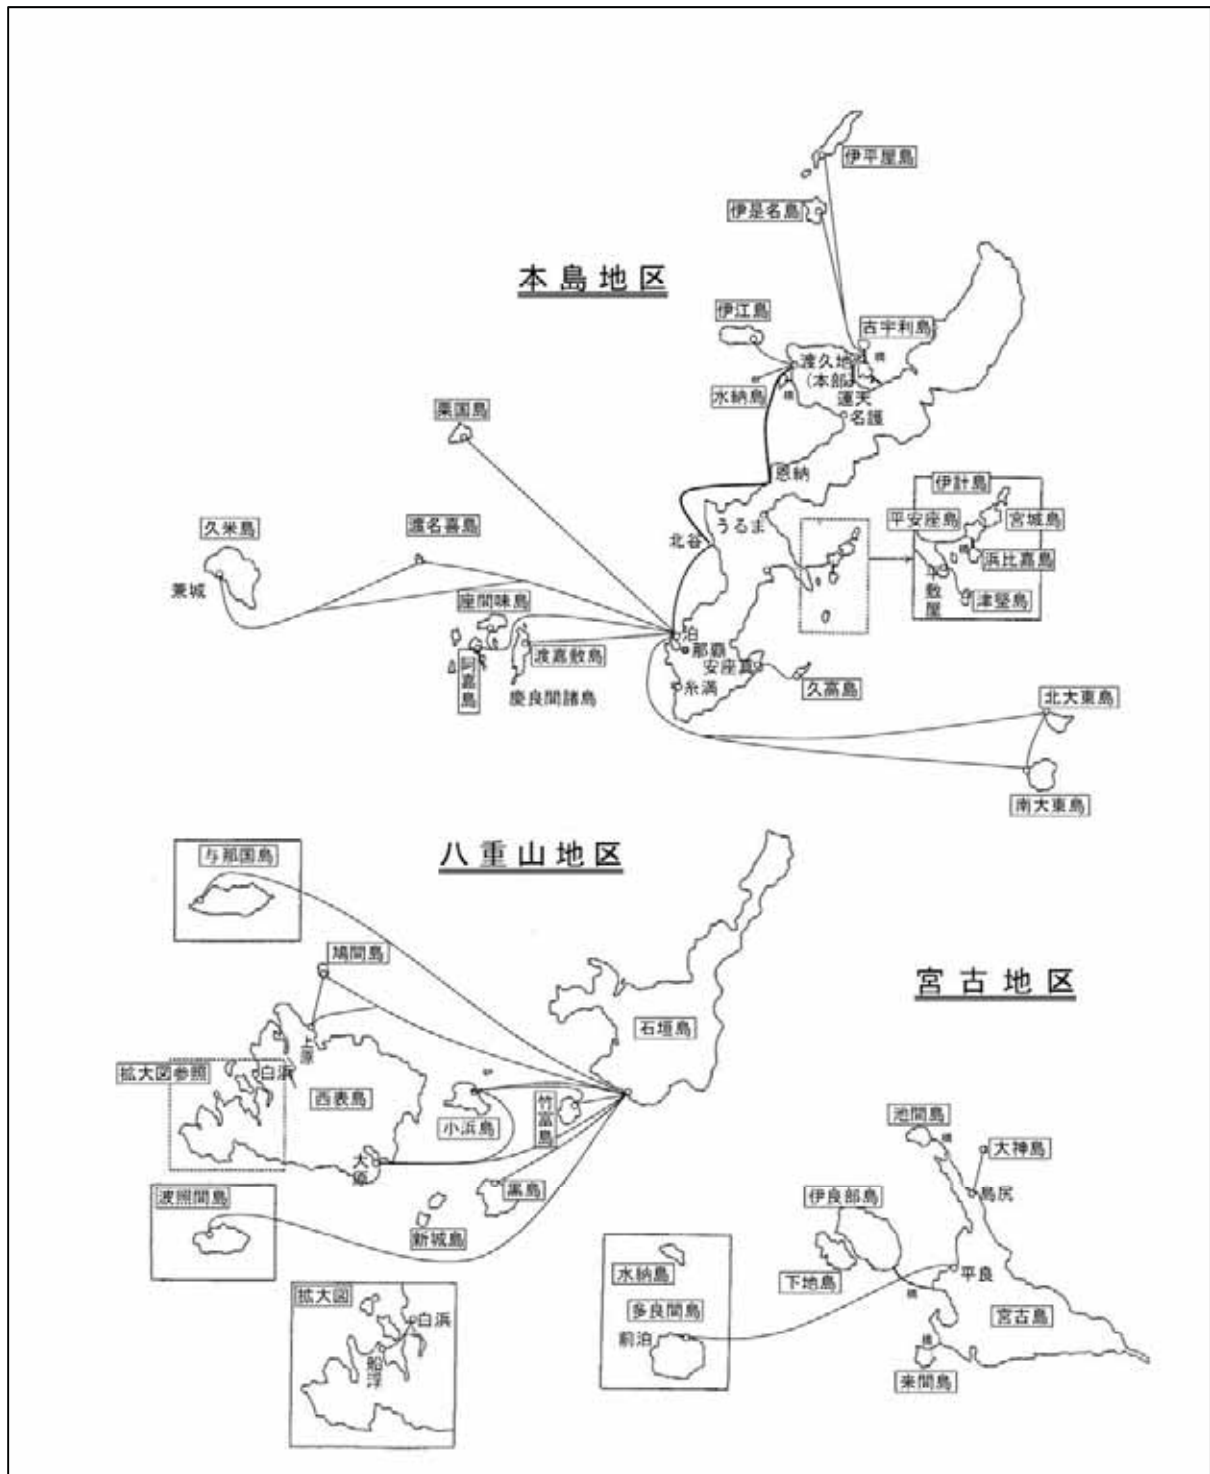 伊平屋島
伊是名島
本島地区
伊江島
古宇利島
橋
渡久地
(本部)
水納島
橋
運天
名護
粟国島
恩納
伊計島
久米島
渡名喜島
うるま
平安座島
宮城島
北谷
橋
浜比嘉島
兼城
平敷屋
津堅島
座間味島
泊
那覇
渡嘉敷島
安座真
阿嘉島
糸満
久高島
慶良間諸島
北大東島
南大東島
八重山地区
与那国島
鳩間島
宮古地区
石垣島
上原
拡大図参照
白浜
西表島
小浜島
竹富島
大原
池間島
橋
大神島
島尻
波照間島
黒島
伊良部島
新城島
水納島
下地島
平良
橋
拡大図
多良間島
宮古島
白浜
前泊
橋
船浮
来間島